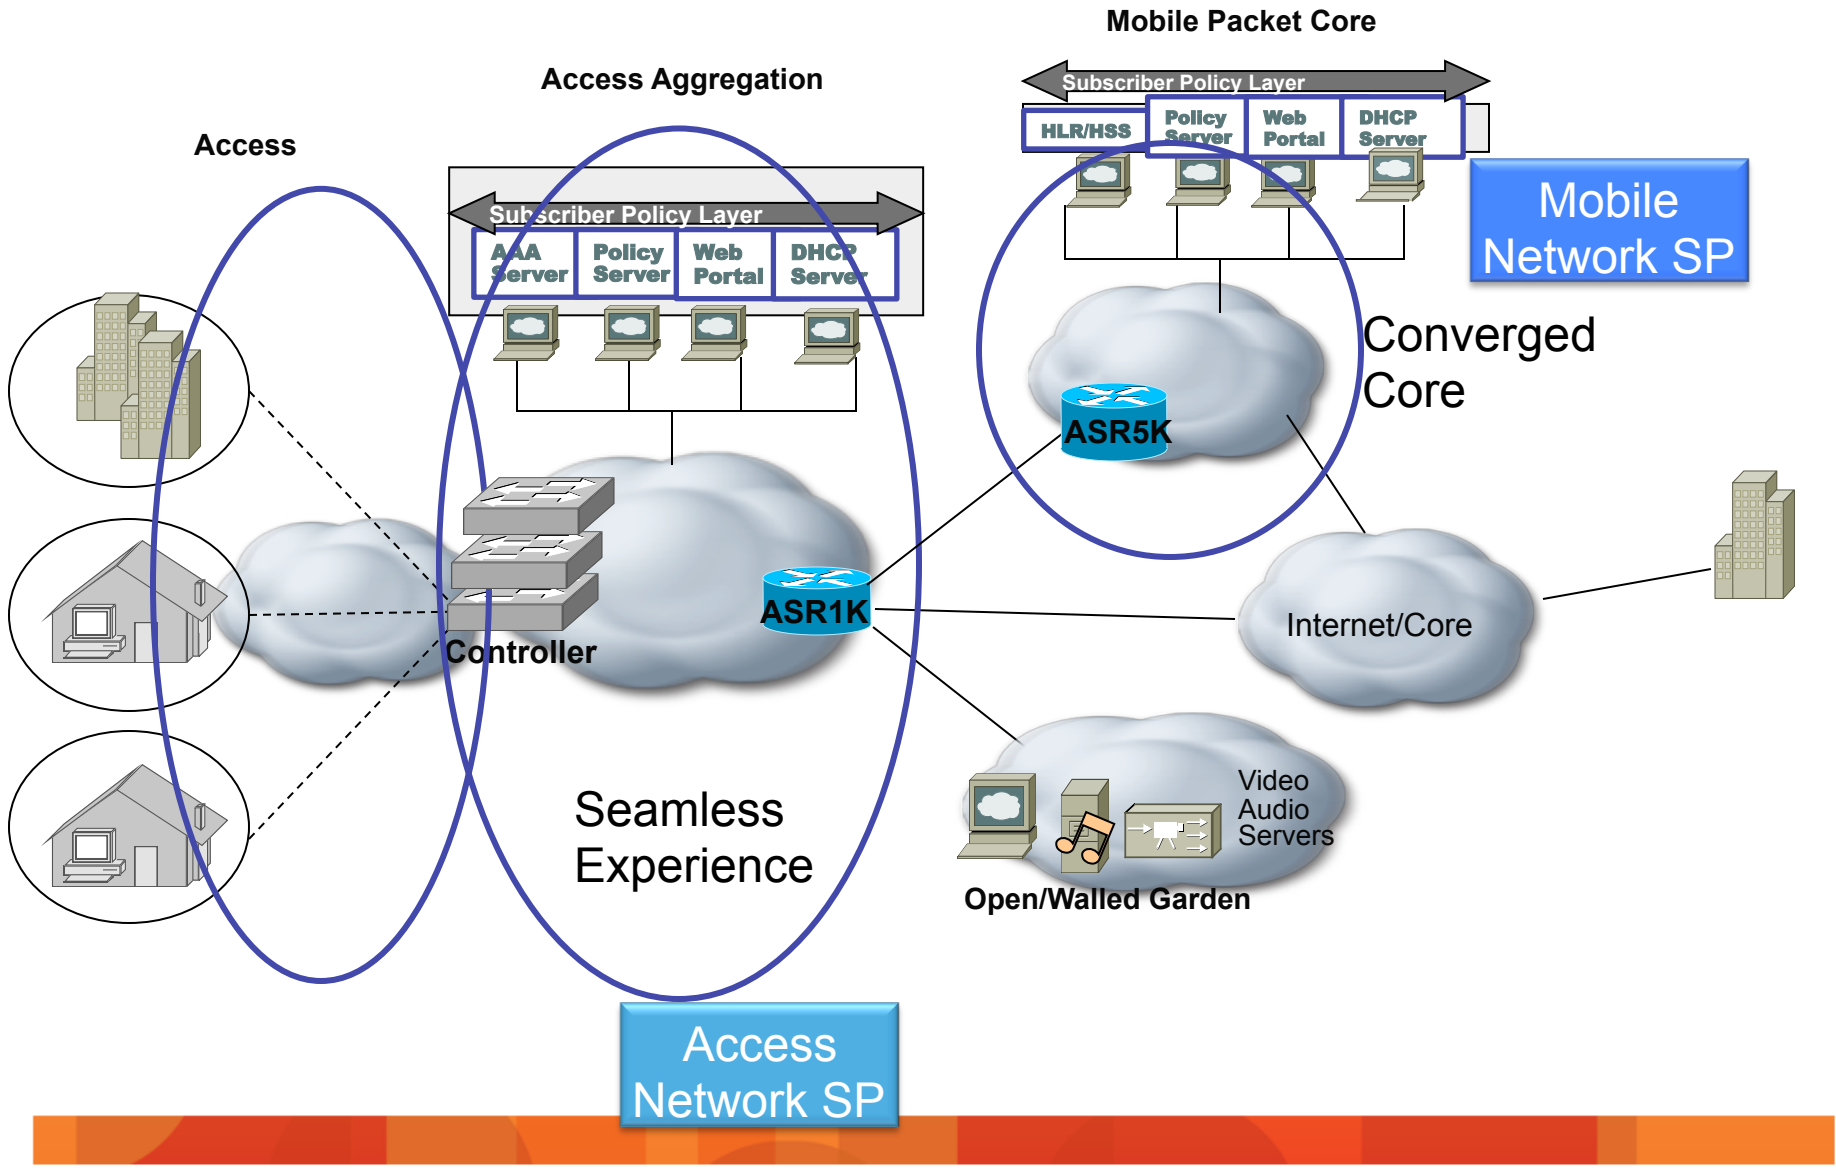 Mobile Packet Core
Access Aggregation
Subscriber Policy Layer
HLR/HSS
Policy
Server
Web
Portal
DHCP
Server
Access
Mobile
Network SP
Subscriber Policy Layer
AAA
Server
Policy
Server
Web
Portal
DHCP
Server
Converged
Core
ASR5K
ASR1K
Internet/Core
Controller
Seamless
Experience
Video
Audio
Servers
Open/Walled Garden
Access
Network SP